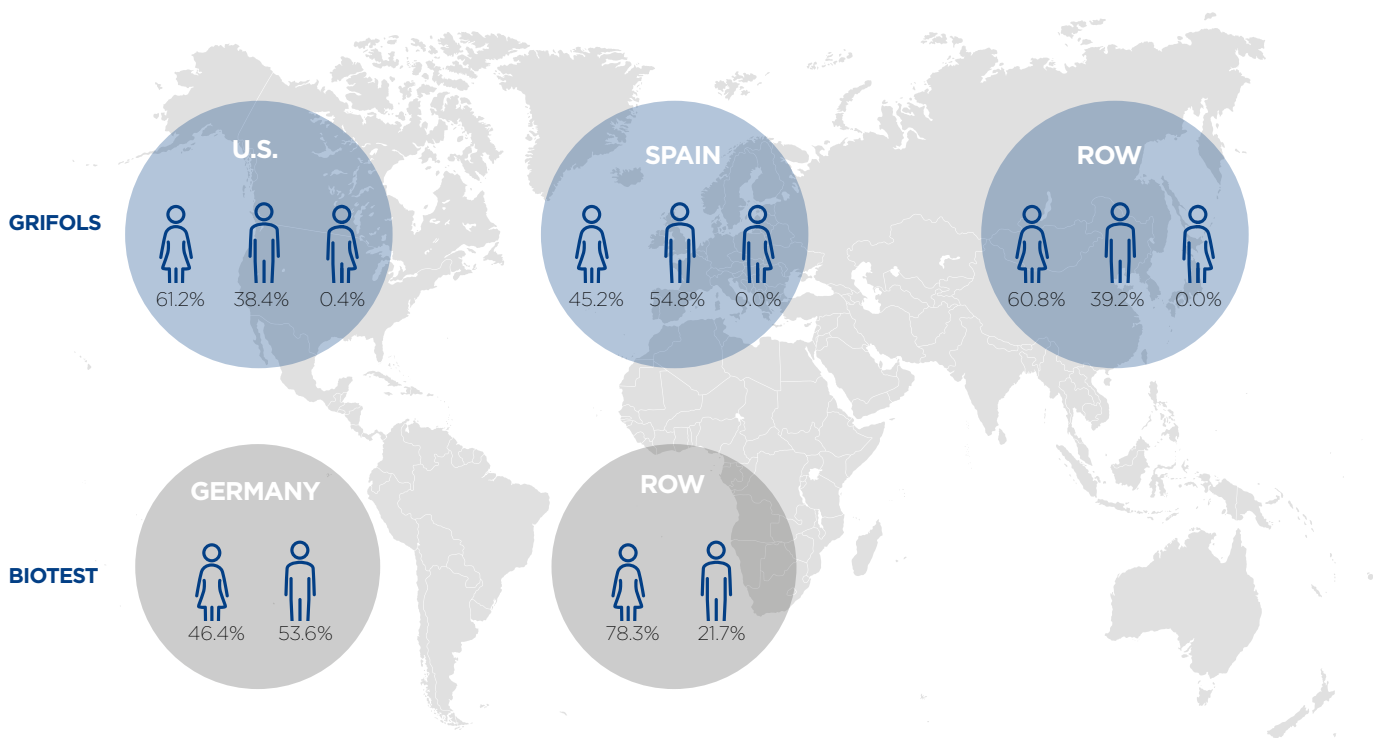 U.S.
SPAIN
ROW
GRIFOLS
61.2% 38.4% 0.4%
45.2% 54.8% 0.0%
60.8% 39.2% 0.0%
GERMANY
ROW
BIOTEST
46.4% 53.6%
78.3% 21.7%